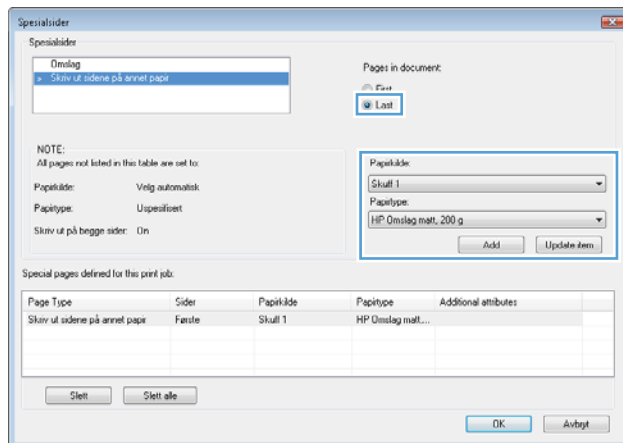 Spesialsider
Spesialsider
Omslag
» Skriv ut sidene på annet papir
Pages in document:
First
Last
NOTE:
All pages not listed in this table are set to:
Papirkilde: Velg automatisk
Papirtype: Uspesifisert
Skriv ut på begge sider: On
Papirkilde:
Skuff 1
Papirtype:
HP Omslag matt, 200 g
Add Update item
Special pages defined for this print job:
Page Type Sider Papirkilde Papirtype Additional attributes
Skriv ut sidene på annet papir Første Skuff 1 HP Omslag matt,...
Slett Slett alle
OK Avbryt